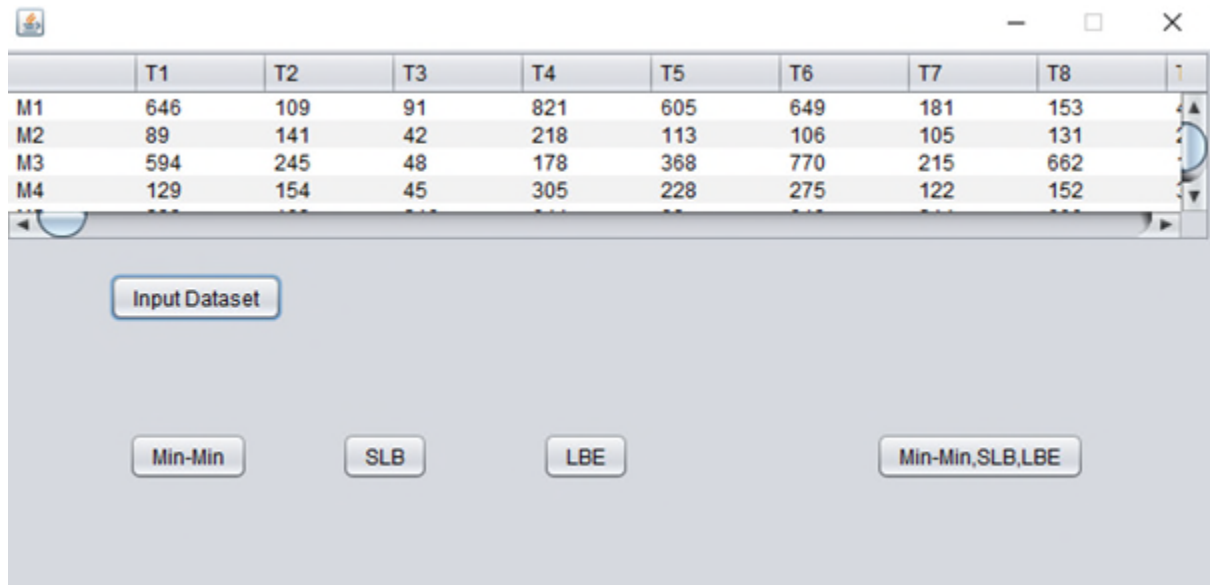 T1 T2 T3 T4 T5 T6 T7 T8
M1 646 109 91 821 605 649 181 153
M2 89 141 42 218 113 106 105 131
M3 594 245 48 178 368 770 215 662
M4 129 154 45 305 228 275 122 152
Input Dataset
Min-Min SLB LBE Min-Min,SLB,LBE